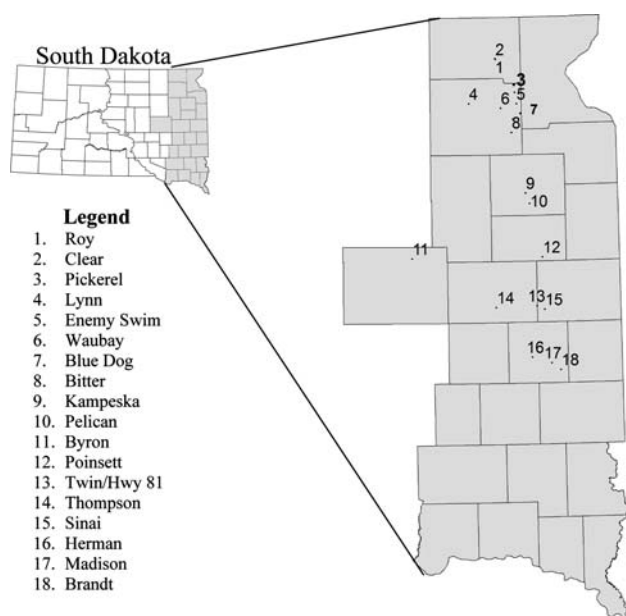 South Dakota
Legend
1. Roy
2. Clear
3. Pickerel
4. Lynn
5. Enemy Swim
6. Waubay
7. Blue Dog
8. Bitter
9. Kampeska
10. Pelican
11. Byron
12. Poinsett
13. Twin/Hwy 81
14. Thompson
15. Sinai
16. Herman
17. Madison
18. Brandt
2
1
3
4
6
5
7
8
9
10
11
12
14
13
15
16
17
18